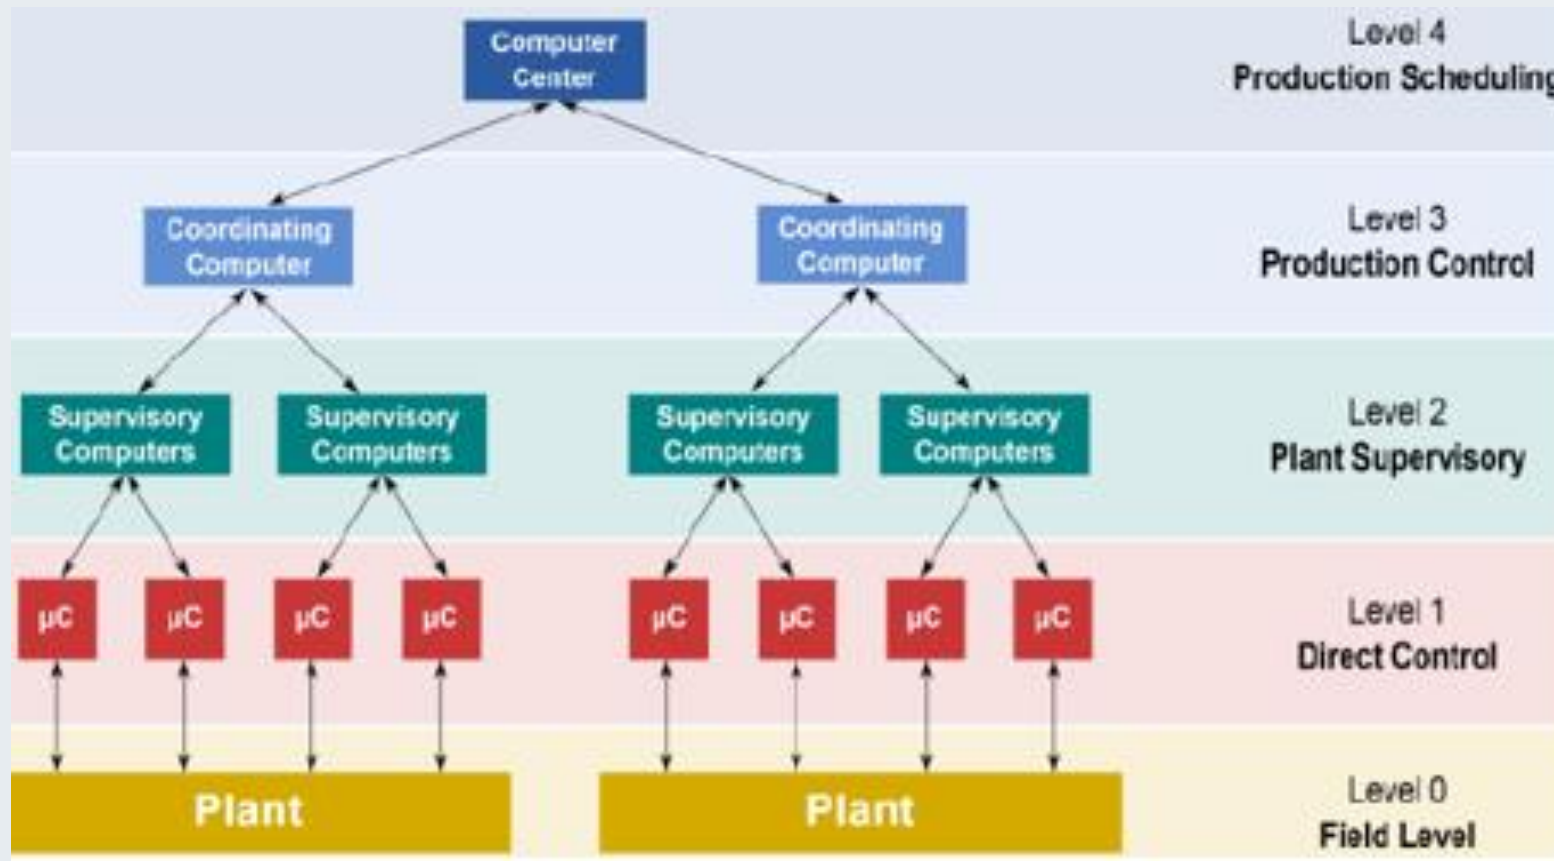 Computer
Center
Level 4
Production Scheduling
Coordinating
Computer
Coordinating
Computer
Level 3
Production Control
Supervisory
Computers
Supervisory
Computers
Supervisory
Computers
Supervisory
Computers
Level 2
Plant Supervisory
µC
µC
µC
µC
µC
µC
µC
µC
Level 1
Direct Control
Plant
Plant
Level 0
Field Level